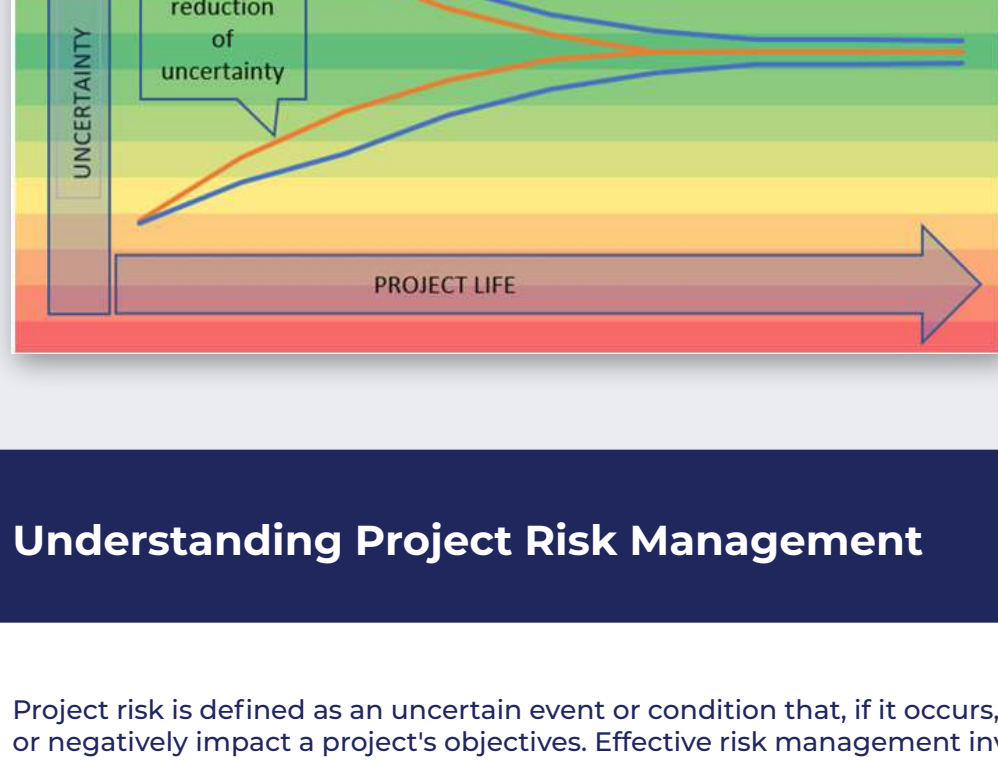 reduction
of
uncertainty
UNCERTAINTY
PROJECT LIFE
Understanding Project Risk Management
Project risk is defined as an uncertain event or condition that, if it occurs,
or negatively impact a project's objectives. Effective risk management